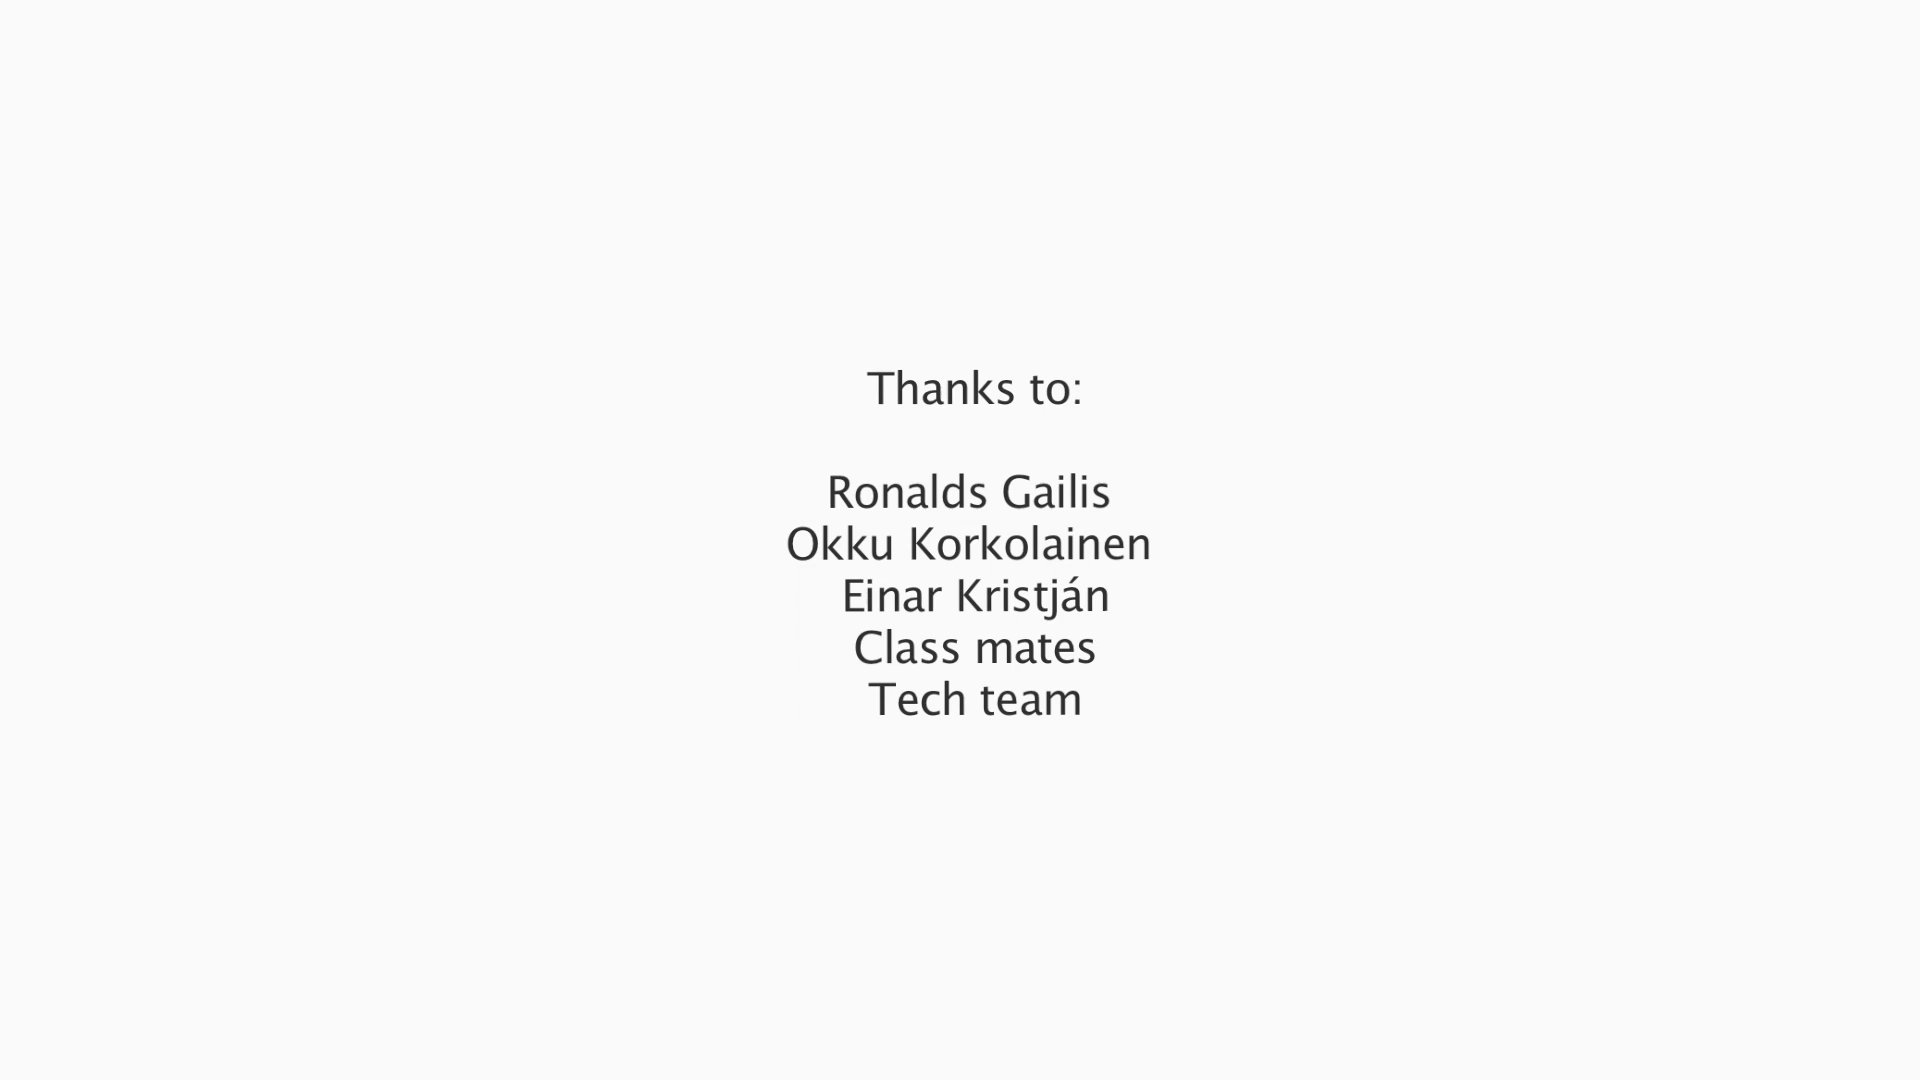 Thanks to:
Ronalds Gailis
Okku Korkolainen
Einar Kristján
Class mates
Tech team